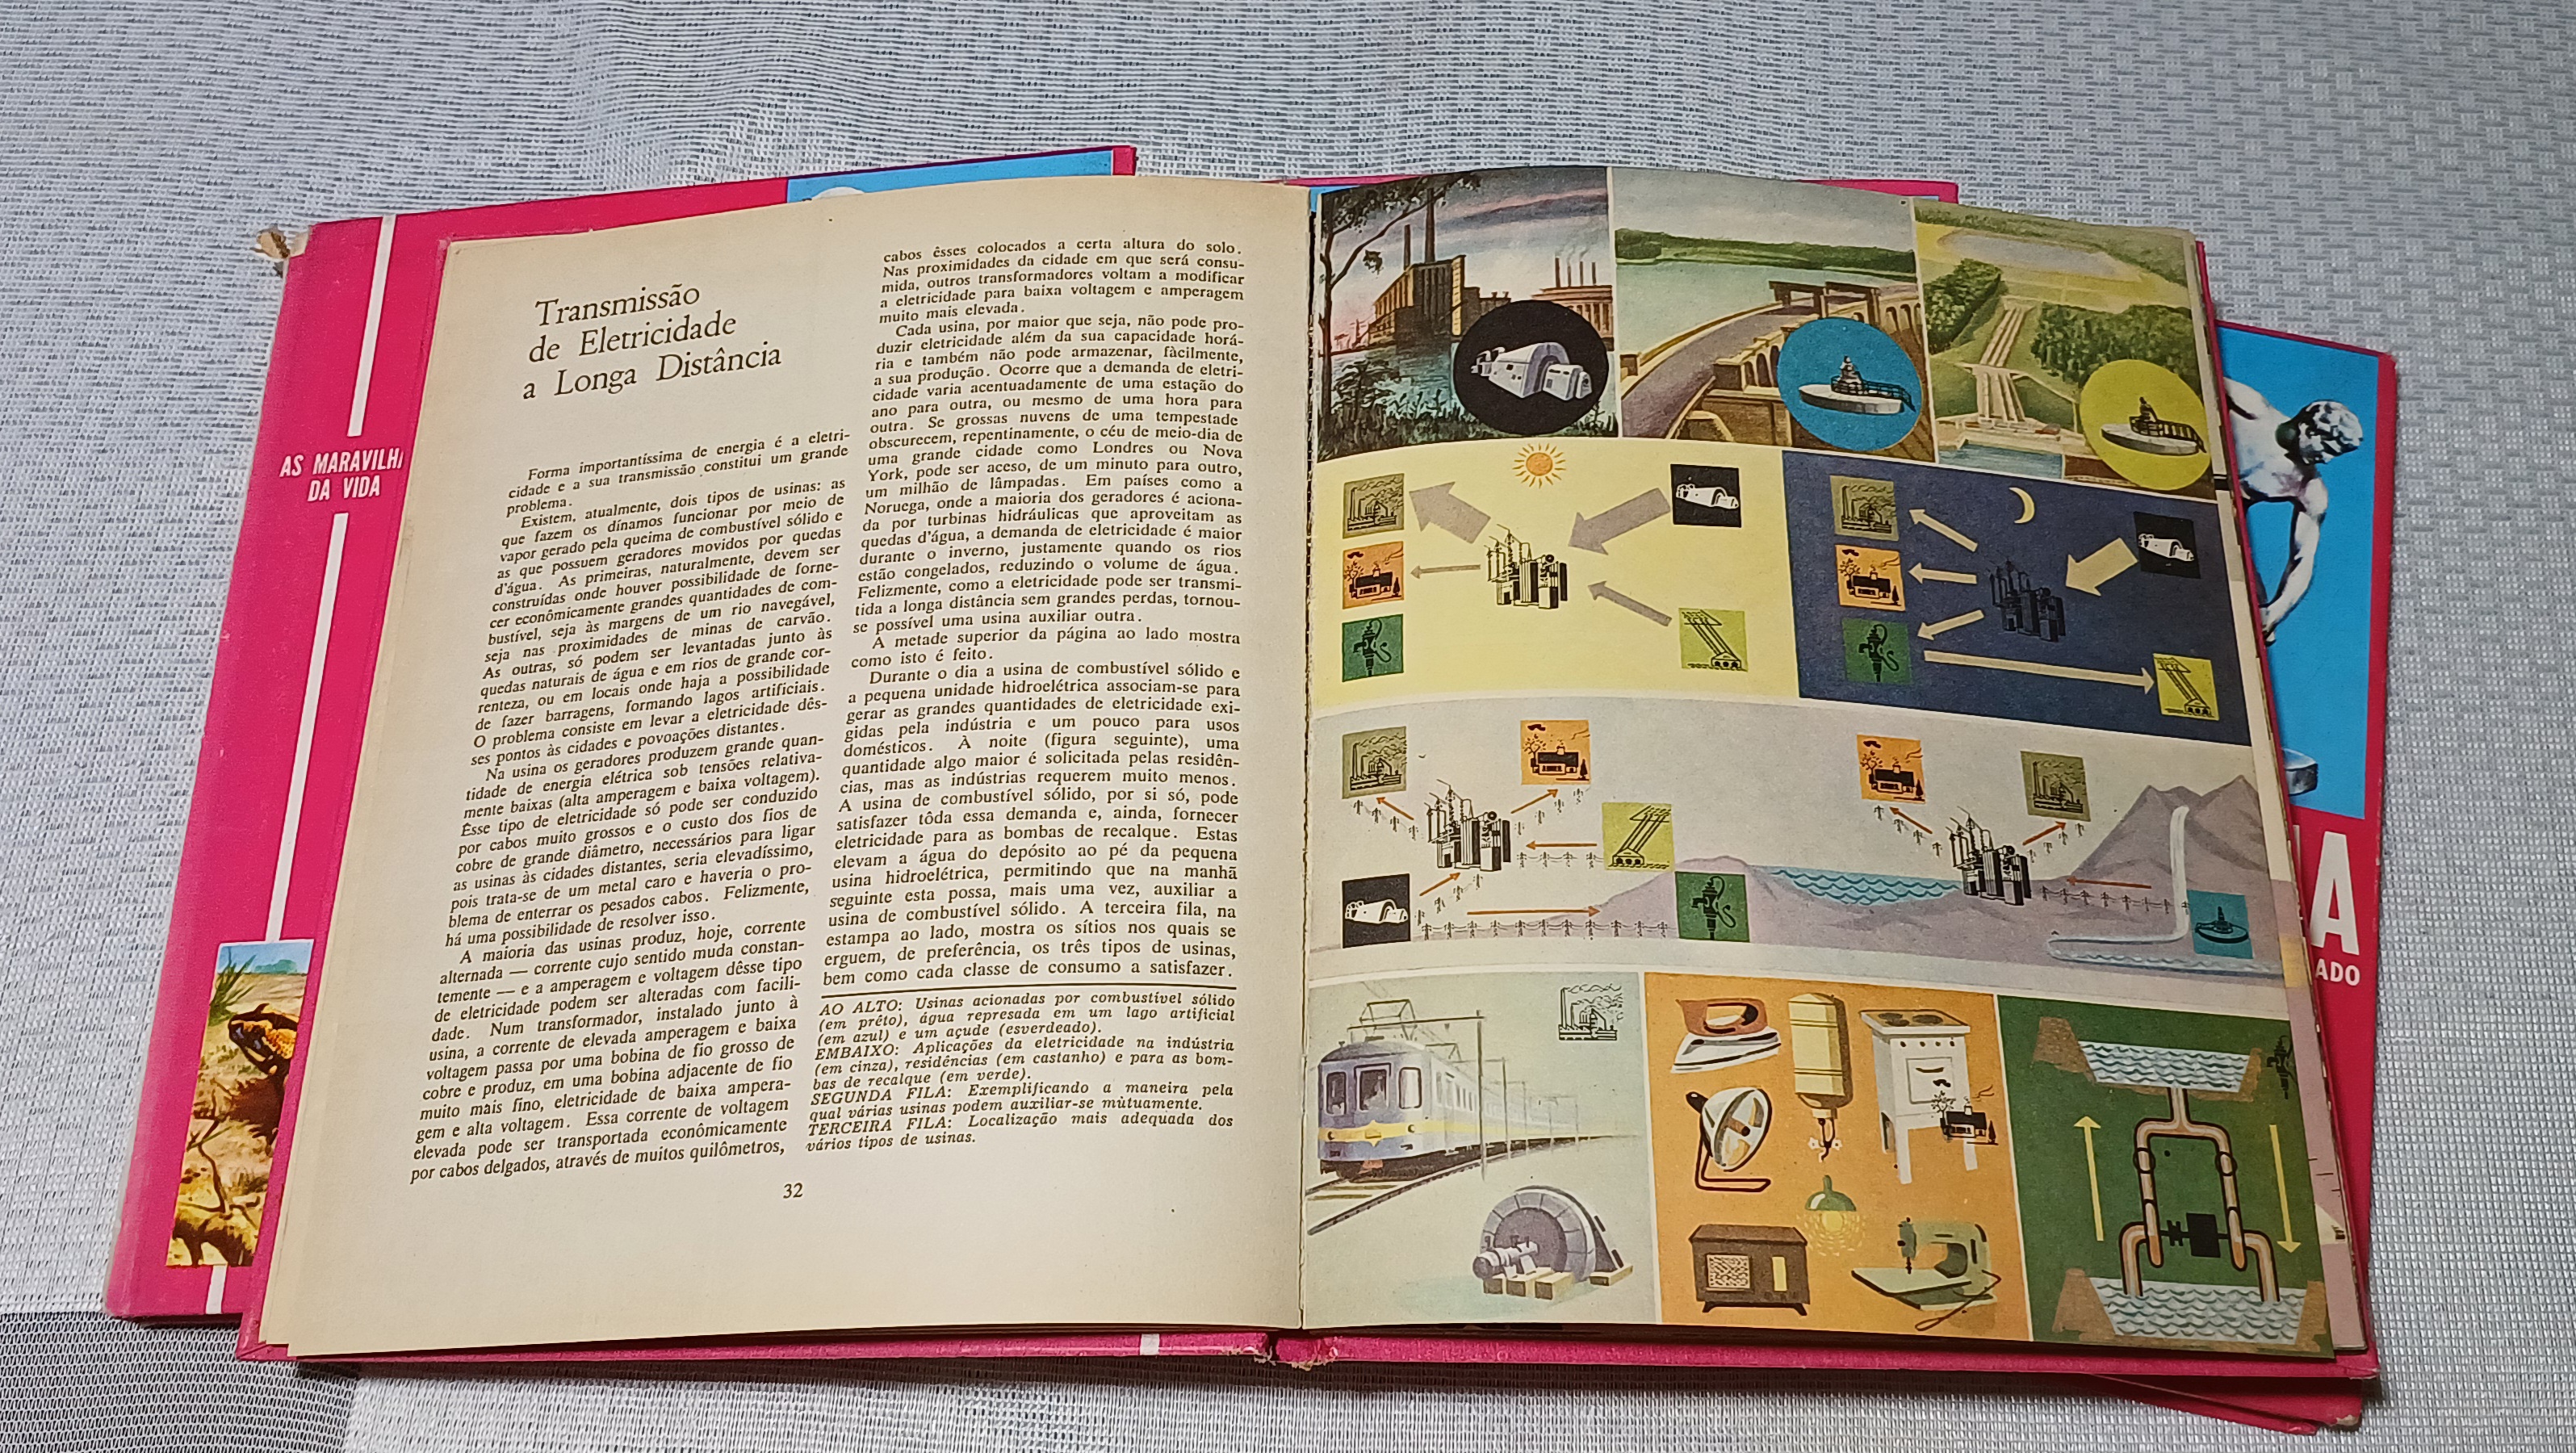 AS MARAVILH
DA VIDA
Transmissão
de Eletricidade
a Longa Distância
Forma importantíssima de energia é a eletri-
cidade e a sua transmissão constitui um grande
problema.
Existem, atualmente, dois tipos de usinas: as
que fazem os dínamos funcionar por meio de
vapor gerado pela queima de combustível sólido e
as que possuem geradores movidos por quedas
d'água. As primeiras, naturalmente, devem ser
construídas onde houver possibilidade de forne-
cer econômicamente grandes quantidades de com-
bustível, seja às margens de um rio navegável,
seja nas proximidades de minas de carvão.
As outras, só podem ser levantadas junto às
quedas naturais de água e em rios de grande cor-
renteza, ou em locais onde haja a possibilidade
de fazer barragens, formando lagos artificiais.
O problema consiste em levar a eletricidade dês-
ses pontos às cidades e povoações distantes.
Na usina os geradores produzem grande quan-
tidade de energia elétrica sob tensões relativa-
mente baixas (alta amperagem e baixa voltagem).
Êsse tipo de eletricidade só pode ser conduzido
por cabos muito grossos e o custo dos fios de
cobre de grande diâmetro, necessários para ligar
as usinas às cidades distantes, seria elevadíssimo,
pois trata-se de um metal caro e haveria o pro-
blema de enterrar os pesados cabos. Felizmente,
há uma possibilidade de resolver isso.
A maioria das usinas produz, hoje, corrente
alternada — corrente cujo sentido muda constan-
temente — e a amperagem e voltagem dêsse tipo
de eletricidade podem ser alteradas com facili-
dade. Num transformador, instalado junto à
usina, a corrente de elevada amperagem e baixa
voltagem passa por uma bobina de fio grosso de
cobre e produz, em uma bobina adjacente de fio
muito mais fino, eletricidade de baixa ampera-
gem e alta voltagem. Essa corrente de voltagem
elevada pode ser transportada econômicamente
por cabos delgados, através de muitos quilômetros,
cabos êsses colocados a certa altura do solo.
Nas proximidades da cidade em que será consu-
mida, outros transformadores voltam a modificar
a eletricidade para baixa voltagem e amperagem
muito mais elevada.
Cada usina, por maior que seja, não pode pro-
duzir eletricidade além da sua capacidade horá-
ria e também não pode armazenar, fàcilmente,
a sua produção. Ocorre que a demanda de eletri-
cidade varia acentuadamente de uma estação do
ano para outra, ou mesmo de uma hora para
outra. Se grossas nuvens de uma tempestade
obscurecem, repentinamente, o céu de meio-dia de
uma grande cidade como Londres ou Nova
York, pode ser aceso, de um minuto para outro,
um milhão de lâmpadas. Em países como a
Noruega, onde a maioria dos geradores é aciona-
da por turbinas hidráulicas que aproveitam as
quedas d'água, a demanda de eletricidade é maior
durante o inverno, justamente quando os rios
estão congelados, reduzindo o volume de água.
Felizmente, como a eletricidade pode ser transmi-
tida a longa distância sem grandes perdas, tornou-
se possível uma usina auxiliar outra.
A metade superior da página ao lado mostra
como isto é feito.
Durante o dia a usina de combustível sólido e
a pequena unidade hidroelétrica associam-se para
gerar as grandes quantidades de eletricidade exi-
gidas pela indústria e um pouco para usos
domésticos. À noite (figura seguinte), uma
quantidade algo maior é solicitada pelas residên-
cias, mas as indústrias requerem muito menos.
A usina de combustível sólido, por si só, pode
satisfazer tôda essa demanda e, ainda, fornecer
eletricidade para as bombas de recalque. Estas
elevam a água do depósito ao pé da pequena
usina hidroelétrica, permitindo que na manhã
seguinte esta possa, mais uma vez, auxiliar a
usina de combustível sólido. A terceira fila, na
estampa ao lado, mostra os sítios nos quais se
erguem, de preferência, os três tipos de usinas,
bem como cada classe de consumo a satisfazer.
AO ALTO: Usinas acionadas por combustível sólido
(em prêto), água represada em um lago artificial
(em azul) e um açude (esverdeado).
EMBAIXO: Aplicações da eletricidade na indústria
(em cinza), residências (em castanho) e para as bom-
bas de recalque (em verde).
SEGUNDA FILA: Exemplificando a maneira pela
qual várias usinas podem auxiliar-se mùtuamente.
TERCEIRA FILA: Localização mais adequada dos
vários tipos de usinas.
32
A
ADO